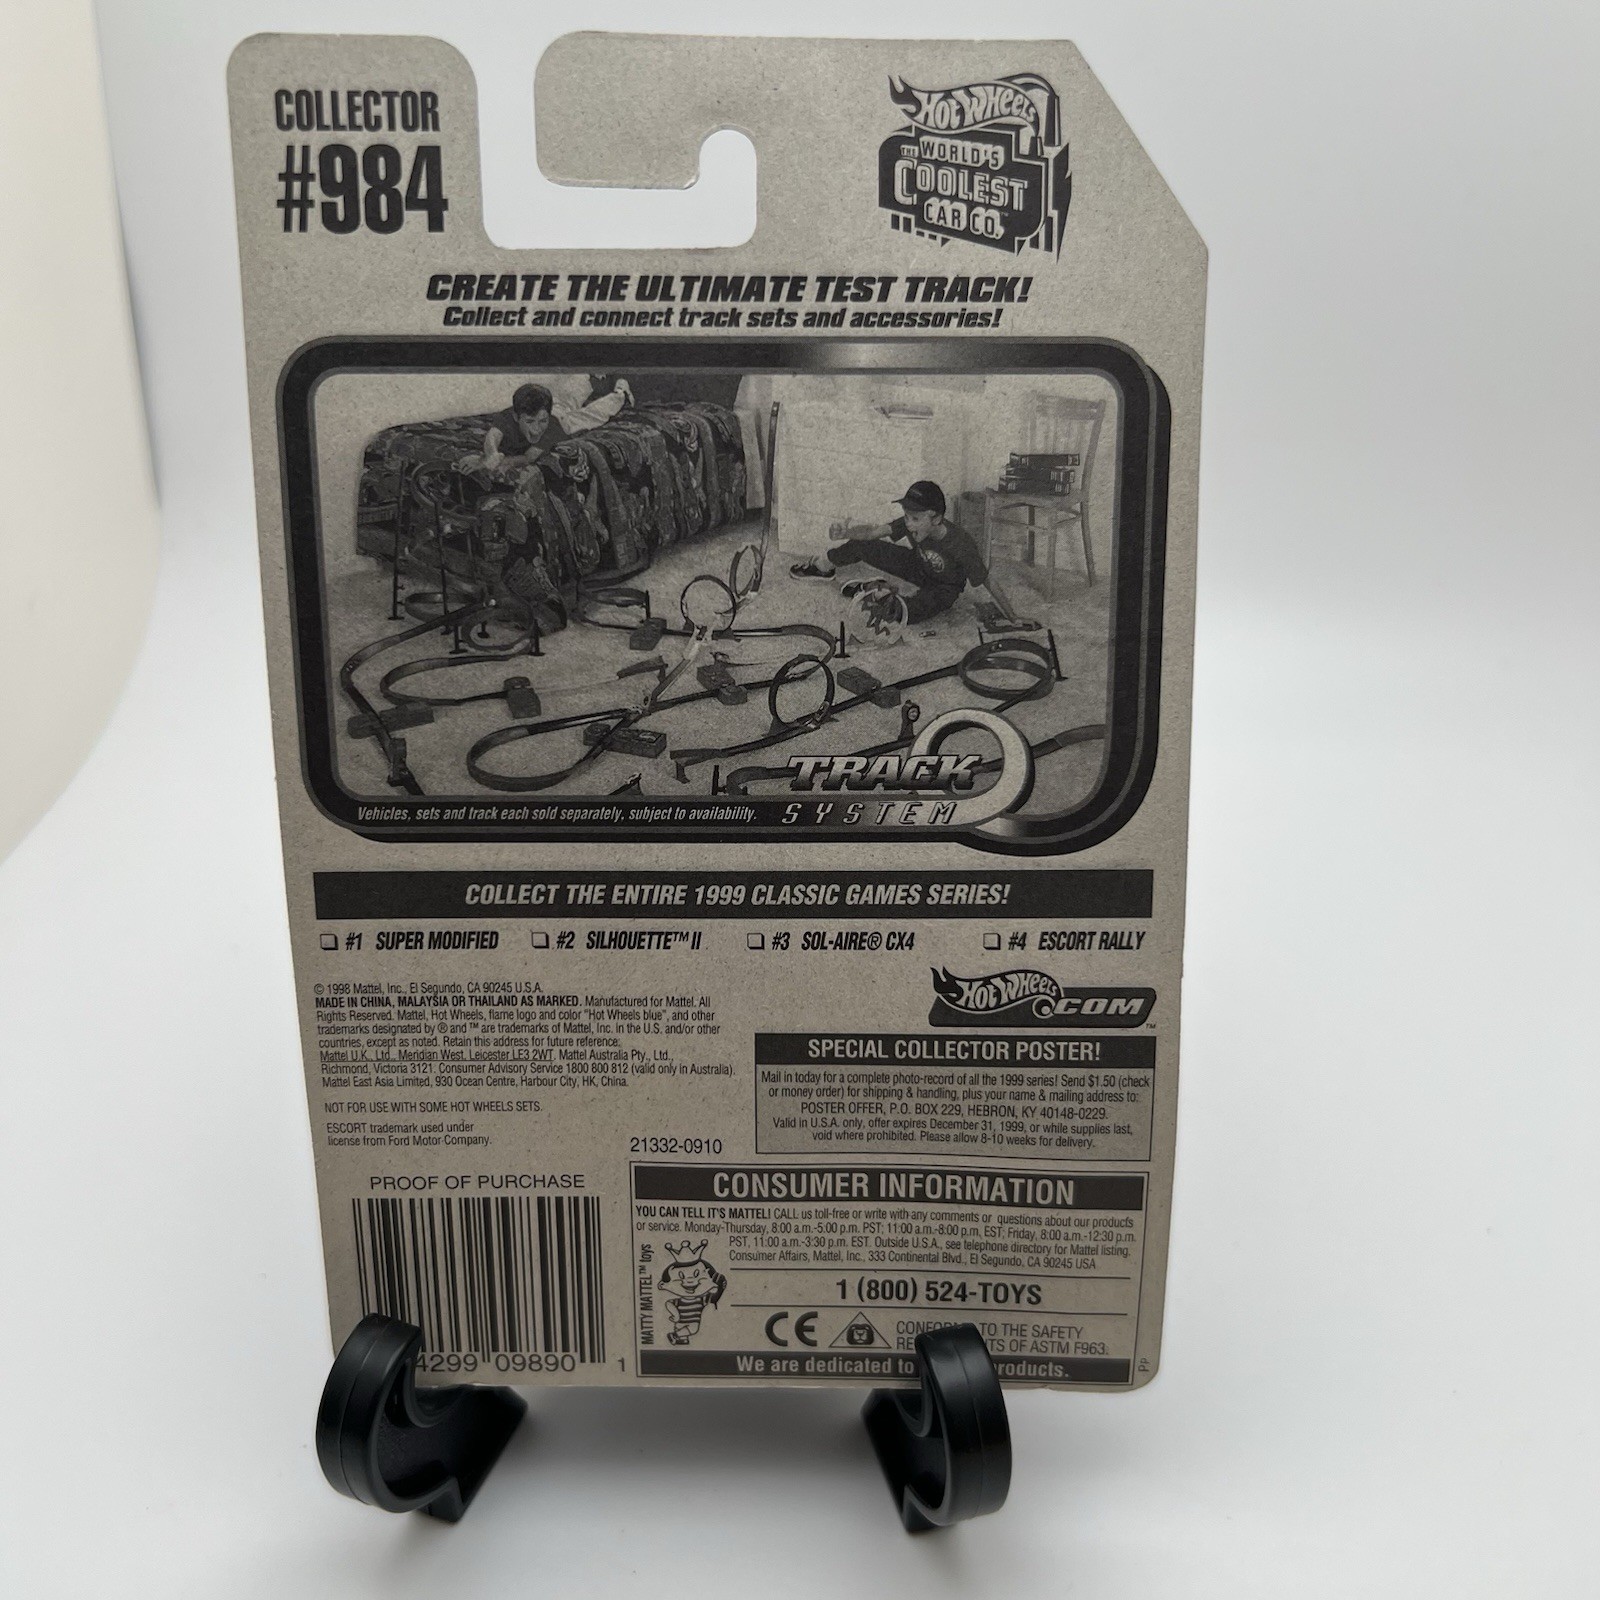 COLLECTOR
#984
HOT WHEELS
THE WORLD'S
COOLEST
CAR CO.™
CREATE THE ULTIMATE TEST TRACK!
Collect and connect track sets and accessories!
TRACK
SYSTEM
Vehicles, sets and track each sold separately, subject to availability.
COLLECT THE ENTIRE 1999 CLASSIC GAMES SERIES!
#1 SUPER MODIFIED #2 SILHOUETTE™ II #3 SOL-AIRE® CX4 #4 ESCORT RALLY
© 1998 Mattel, Inc., El Segundo, CA 90245 U.S.A.
MADE IN CHINA, MALAYSIA OR THAILAND AS MARKED. Manufactured for Mattel. All
Rights Reserved. Mattel, Hot Wheels, flame logo and color "Hot Wheels blue", and other
trademarks designated by ® and ™ are trademarks of Mattel, Inc. in the U.S. and/or other
countries, except as noted. Retain this address for future reference:
Mattel U.K., Ltd., Meridian West, Leicester LE3 2WT. Mattel Australia Pty., Ltd.,
Richmond, Victoria 3121. Consumer Advisory Service 1800 800 812 (valid only in Australia).
Mattel East Asia Limited, 930 Ocean Centre, Harbour City, HK, China.
NOT FOR USE WITH SOME HOT WHEELS SETS.
ESCORT trademark used under
license from Ford Motor Company.
21332-0910
HOT WHEELS
.COM™
SPECIAL COLLECTOR POSTER!
Mail in today for a complete photo-record of all the 1999 series! Send $1.50 (check
or money order) for shipping & handling, plus your name & mailing address to:
POSTER OFFER, P.O. BOX 229, HEBRON, KY 40148-0229.
Valid in U.S.A. only, offer expires December 31, 1999, or while supplies last,
void where prohibited. Please allow 8-10 weeks for delivery.
PROOF OF PURCHASE
4299 09890 1
CONSUMER INFORMATION
YOU CAN TELL IT'S MATTEL! CALL us toll-free or write with any comments or questions about our products
or service. Monday-Thursday, 8:00 a.m.-5:00 p.m. PST; 11:00 a.m.-8:00 p.m. EST; Friday, 8:00 a.m.-12:30 p.m.
PST, 11:00 a.m.-3:30 p.m. EST. Outside U.S.A., see telephone directory for Mattel listing.
Consumer Affairs, Mattel, Inc., 333 Continental Blvd., El Segundo, CA 90245 USA
MATTY MATTEL™ toys
1 (800) 524-TOYS
CE
CONFOR TO THE SAFETY
RE TS OF ASTM F963.
We are dedicated to roducts.
PP